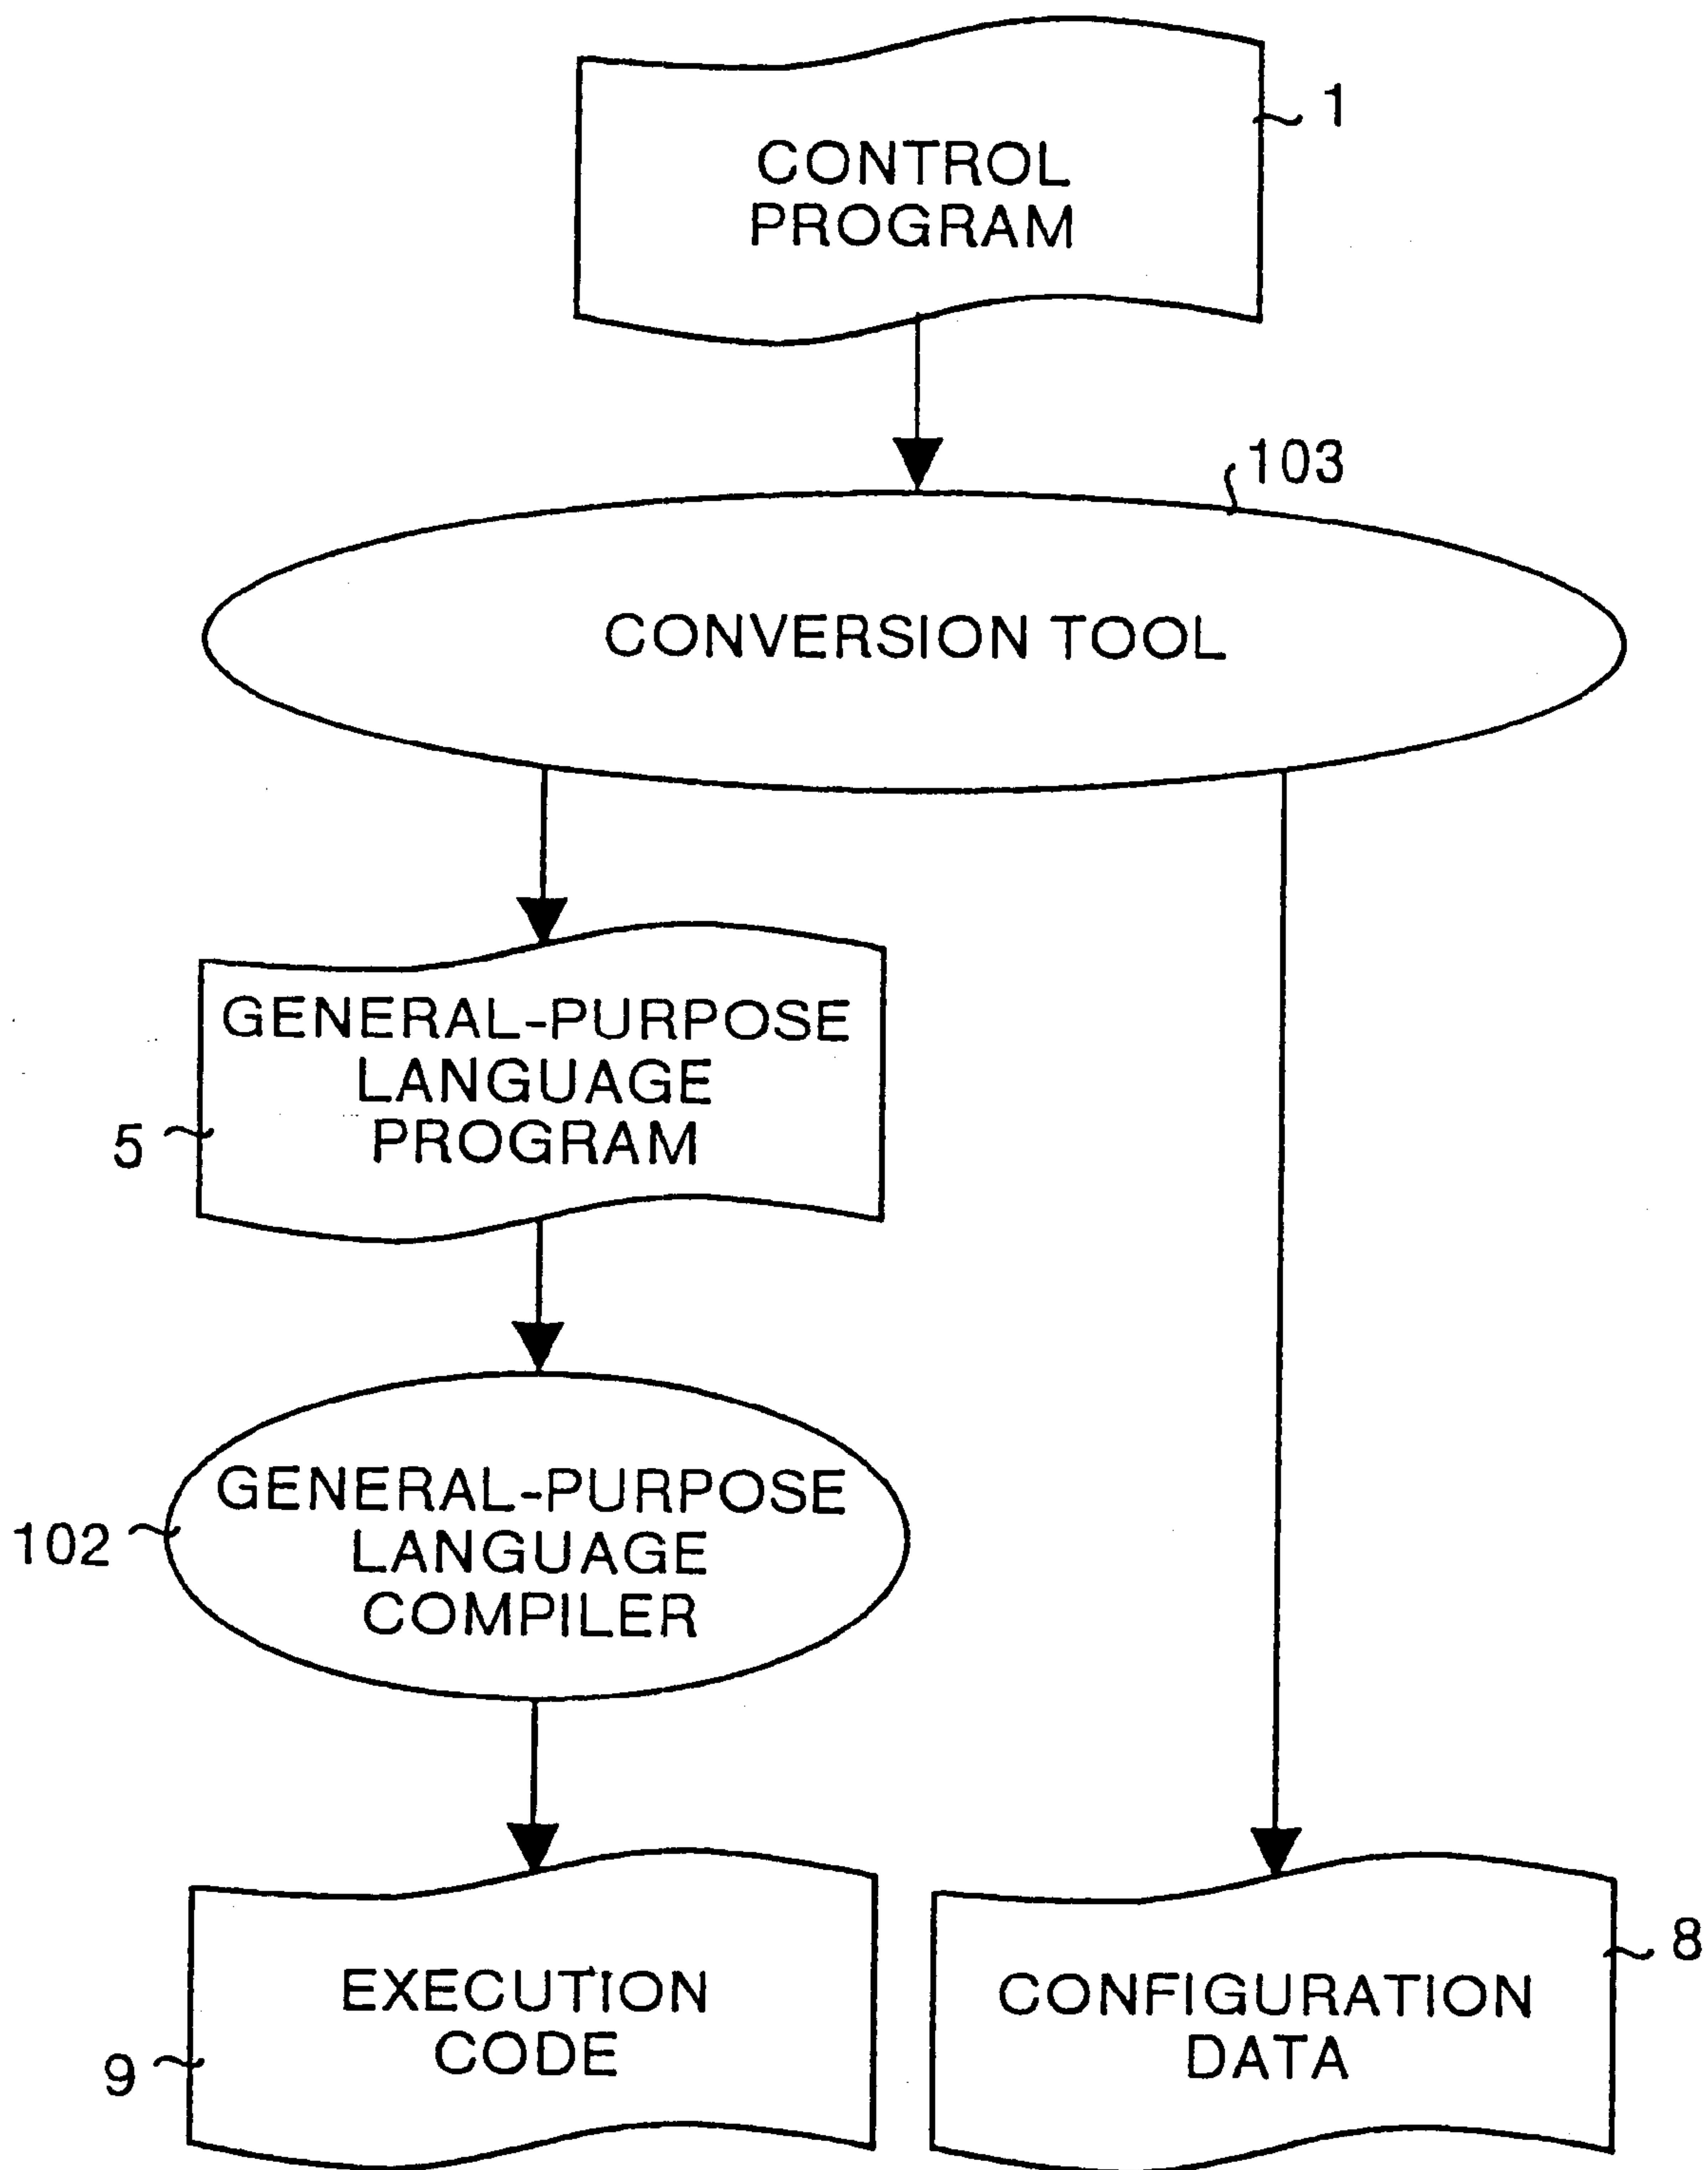 1
CONTROL
PROGRAM
103
CONVERSION TOOL
GENERAL-PURPOSE
LANGUAGE
PROGRAM
5
GENERAL-PURPOSE
LANGUAGE
COMPILER
102
EXECUTION
CODE
9
8
CONFIGURATION
DATA